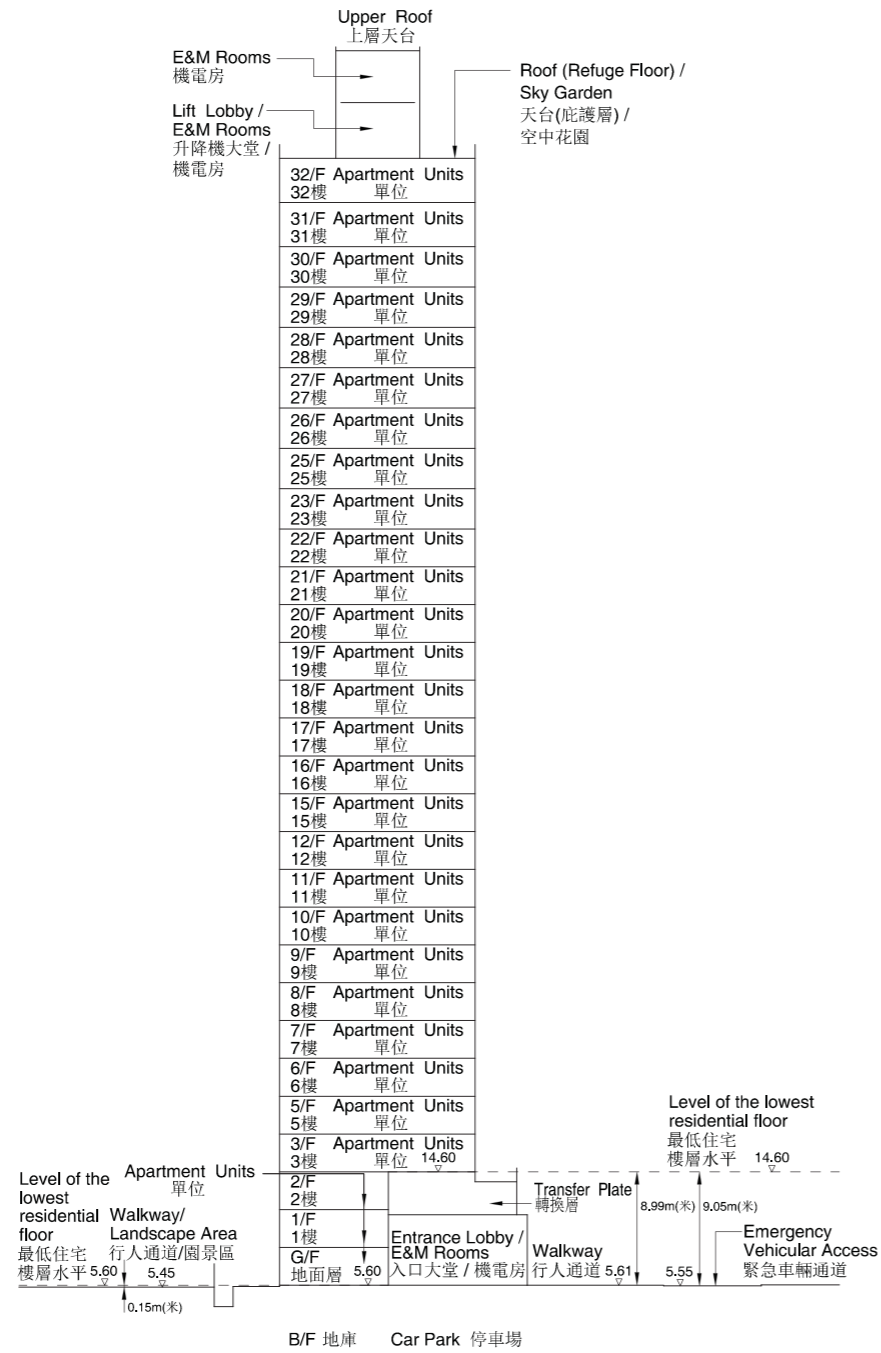 Upper Roof
上層天台
E&M Rooms
機電房
Lift Lobby /
E&M Rooms
升降機大堂 /
機電房
Roof (Refuge Floor) /
Sky Garden
天台(庇護層) /
空中花園
32/F Apartment Units
32樓 單位
31/F Apartment Units
31樓 單位
30/F Apartment Units
30樓 單位
29/F Apartment Units
29樓 單位
28/F Apartment Units
28樓 單位
27/F Apartment Units
27樓 單位
26/F Apartment Units
26樓 單位
25/F Apartment Units
25樓 單位
23/F Apartment Units
23樓 單位
22/F Apartment Units
22樓 單位
21/F Apartment Units
21樓 單位
20/F Apartment Units
20樓 單位
19/F Apartment Units
19樓 單位
18/F Apartment Units
18樓 單位
17/F Apartment Units
17樓 單位
16/F Apartment Units
16樓 單位
15/F Apartment Units
15樓 單位
12/F Apartment Units
12樓 單位
11/F Apartment Units
11樓 單位
10/F Apartment Units
10樓 單位
9/F Apartment Units
9樓 單位
8/F Apartment Units
8樓 單位
7/F Apartment Units
7樓 單位
6/F Apartment Units
6樓 單位
5/F Apartment Units
5樓 單位
3/F Apartment Units
3樓 單位 14.60
Level of the lowest
residential floor
最低住宅
樓層水平 14.60
Level of the
lowest
residential
floor
最低住宅
樓層水平 5.60
Apartment Units
單位
Walkway/
Landscape Area
行人通道/園景區
5.45
0.15m(米)
2/F
2樓
1/F
1樓
G/F
地面層 5.60
Transfer Plate
轉換層
Entrance Lobby /
E&M Rooms
入口大堂 / 機電房
Walkway
行人通道 5.61
8.99m(米)
9.05m(米)
5.55
Emergency
Vehicular Access
緊急車輛通道
B/F 地庫 Car Park 停車場